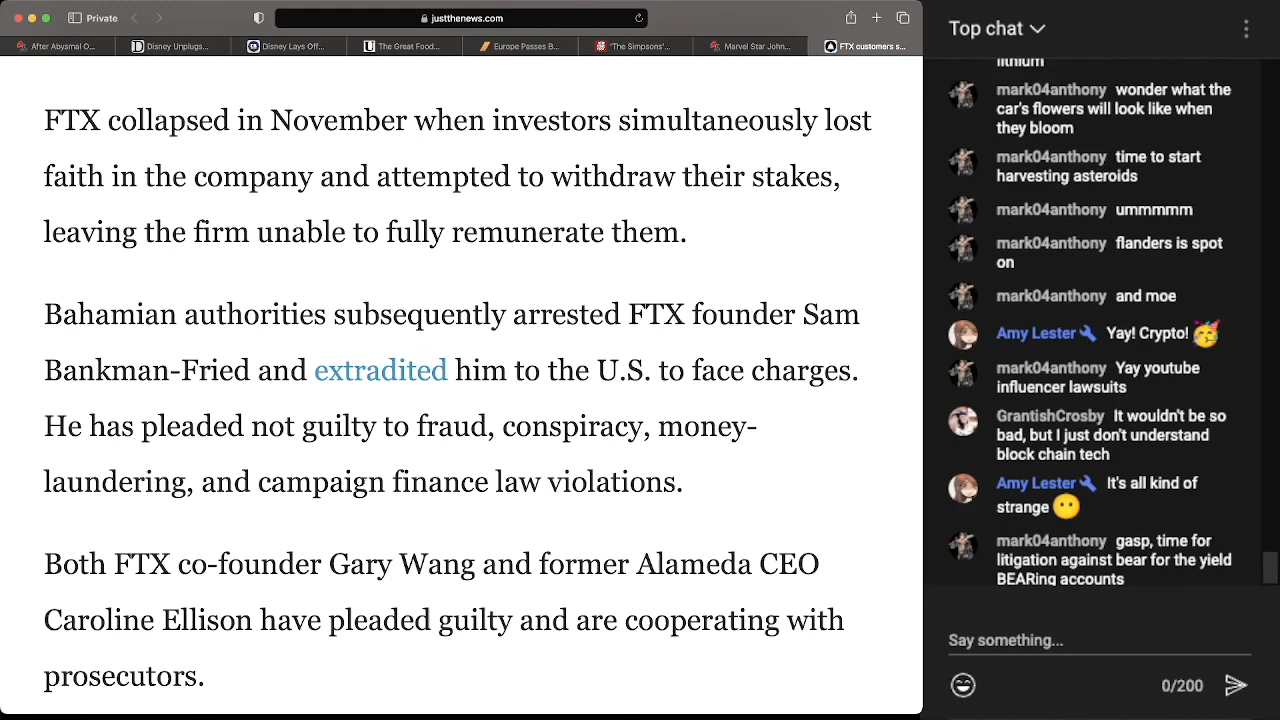 Private
justthenews.com
After Abysmal O...
Disney Unplugs...
Disney Lays Off...
The Great Food...
Europe Passes B...
'The Simpsons'...
Marvel Star John...
FTX customers s...
FTX collapsed in November when investors simultaneously lost
faith in the company and attempted to withdraw their stakes,
leaving the firm unable to fully remunerate them.
Bahamian authorities subsequently arrested FTX founder Sam
Bankman-Fried and extradited him to the U.S. to face charges.
He has pleaded not guilty to fraud, conspiracy, money-
laundering, and campaign finance law violations.
Both FTX co-founder Gary Wang and former Alameda CEO
Caroline Ellison have pleaded guilty and are cooperating with
prosecutors.
Top chat
lithium
mark04anthony wonder what the
car's flowers will look like when
they bloom
mark04anthony time to start
harvesting asteroids
mark04anthony ummmmm
mark04anthony flanders is spot
on
mark04anthony and moe
Amy Lester Yay! Crypto!
mark04anthony Yay youtube
influencer lawsuits
GrantishCrosby It wouldn't be so
bad, but I just don't understand
block chain tech
Amy Lester It's all kind of
strange
mark04anthony gasp, time for
litigation against bear for the yield
BEARing accounts
Say something...
0/200